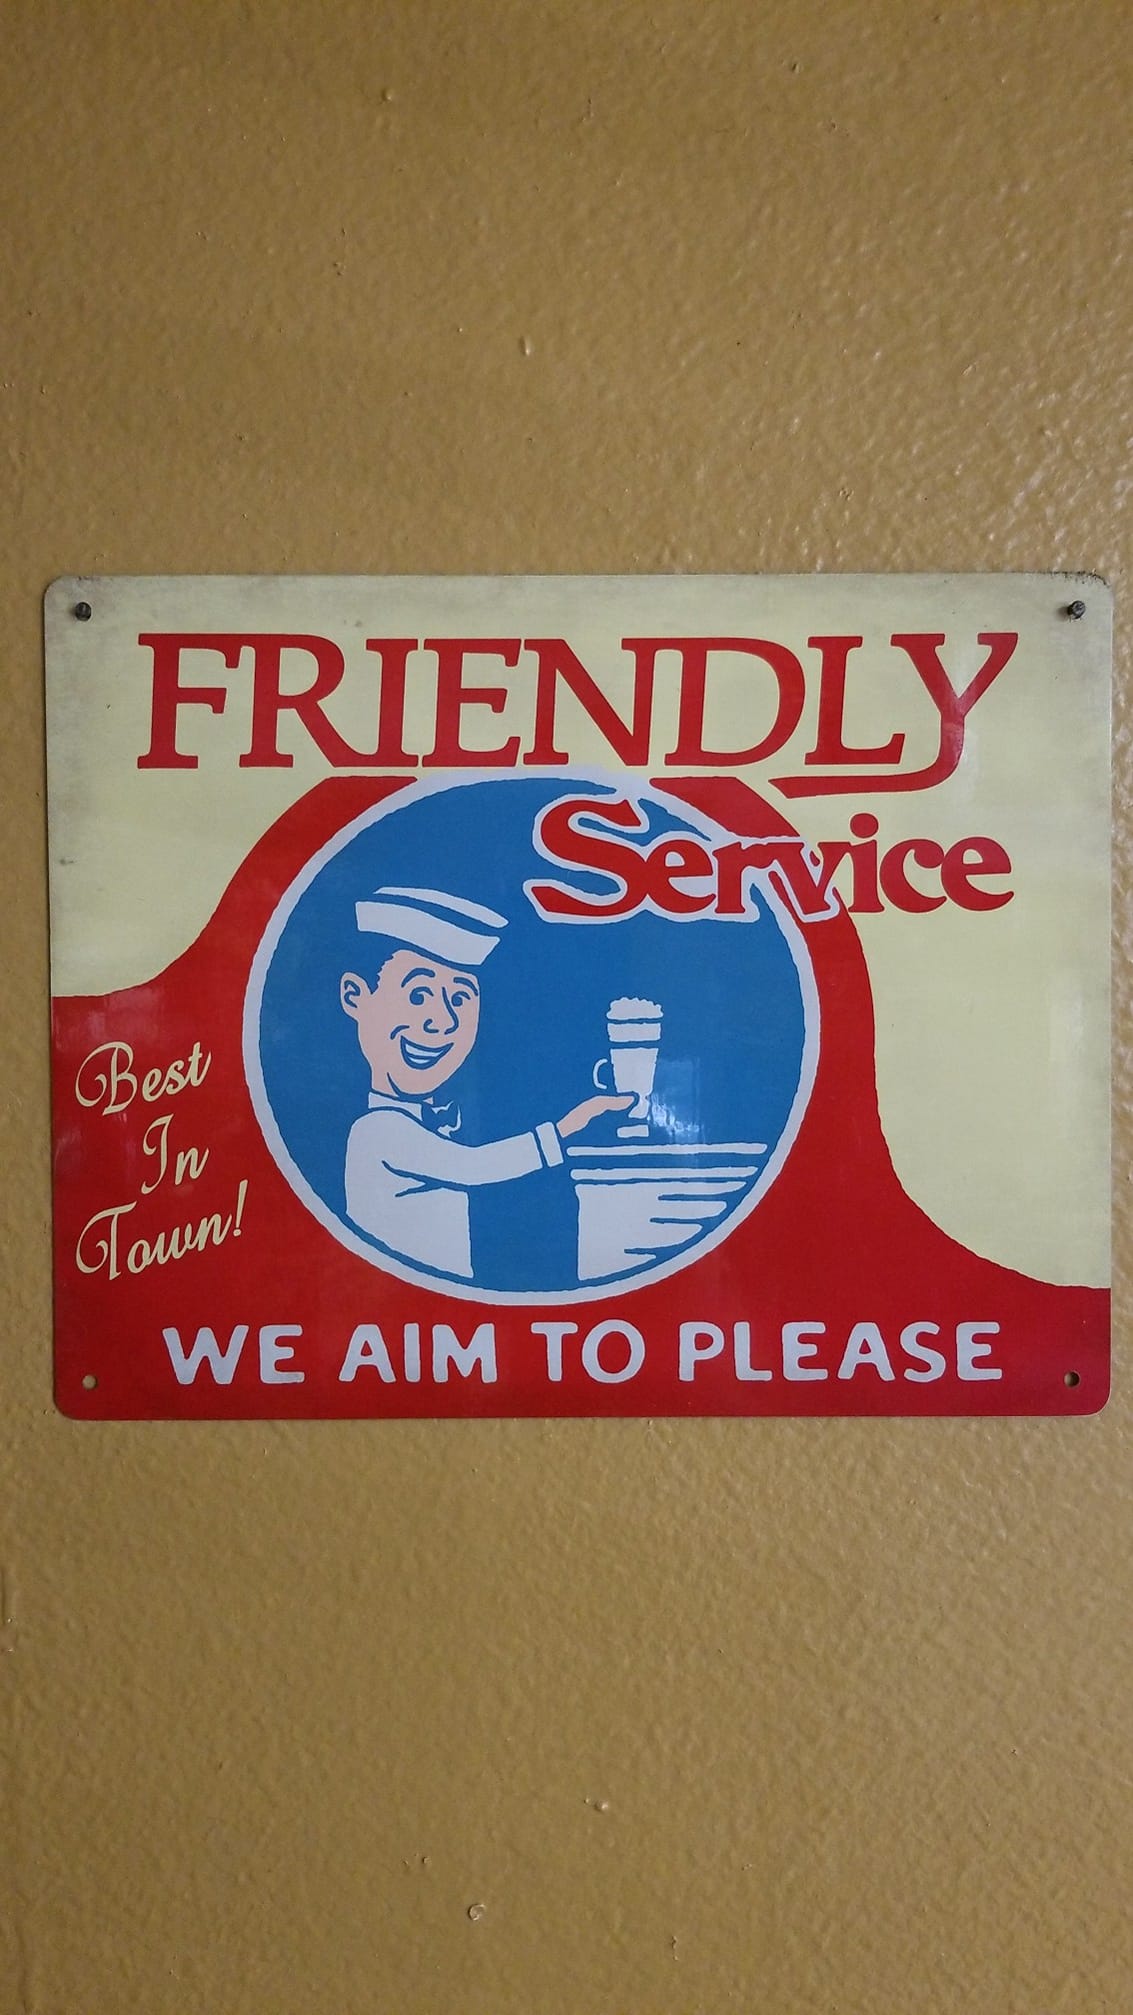 FRIENDLY
Service
Best
In
Town!
WE AIM TO PLEASE